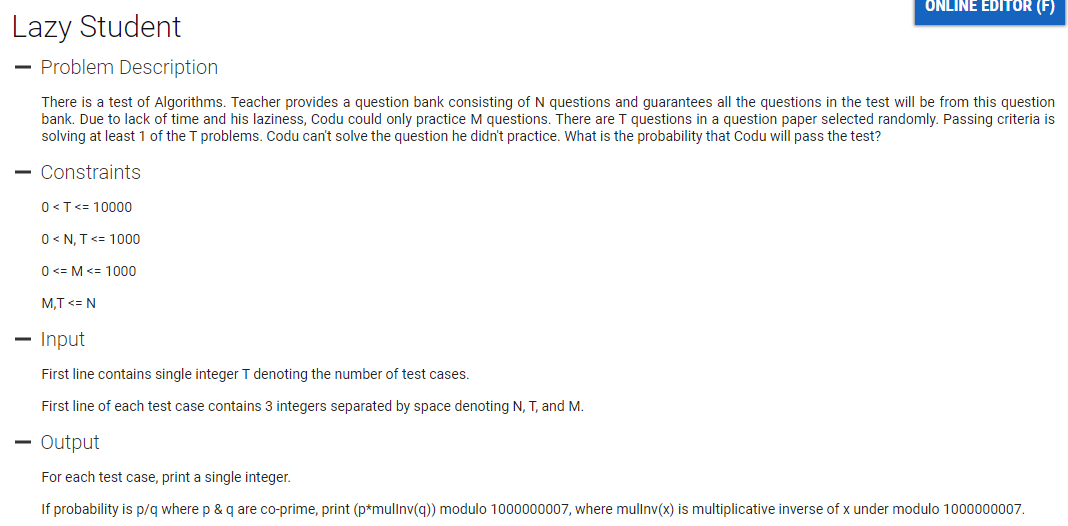 ONLINE EDITOR (F)
Lazy Student
Problem Description
There is a test of Algorithms. Teacher provides a question bank consisting of N questions and guarantees all the questions in the test will be from this question
bank. Due to lack of time and his laziness, Codu could only practice M questions. There are T questions in a question paper selected randomly. Passing criteria is
solving at least 1 of the T problems. Codu can't solve the question he didn't practice. What is the probability that Codu will pass the test?
Constraints
0 < T <= 10000
0 < N, T <= 1000
0 <= M <= 1000
M,T <= N
Input
First line contains single integer T denoting the number of test cases.
First line of each test case contains 3 integers separated by space denoting N, T, and M.
Output
For each test case, print a single integer.
If probability is p/q where p & q are co-prime, print (p*mulInv(q)) modulo 1000000007, where mulInv(x) is multiplicative inverse of x under modulo 1000000007.